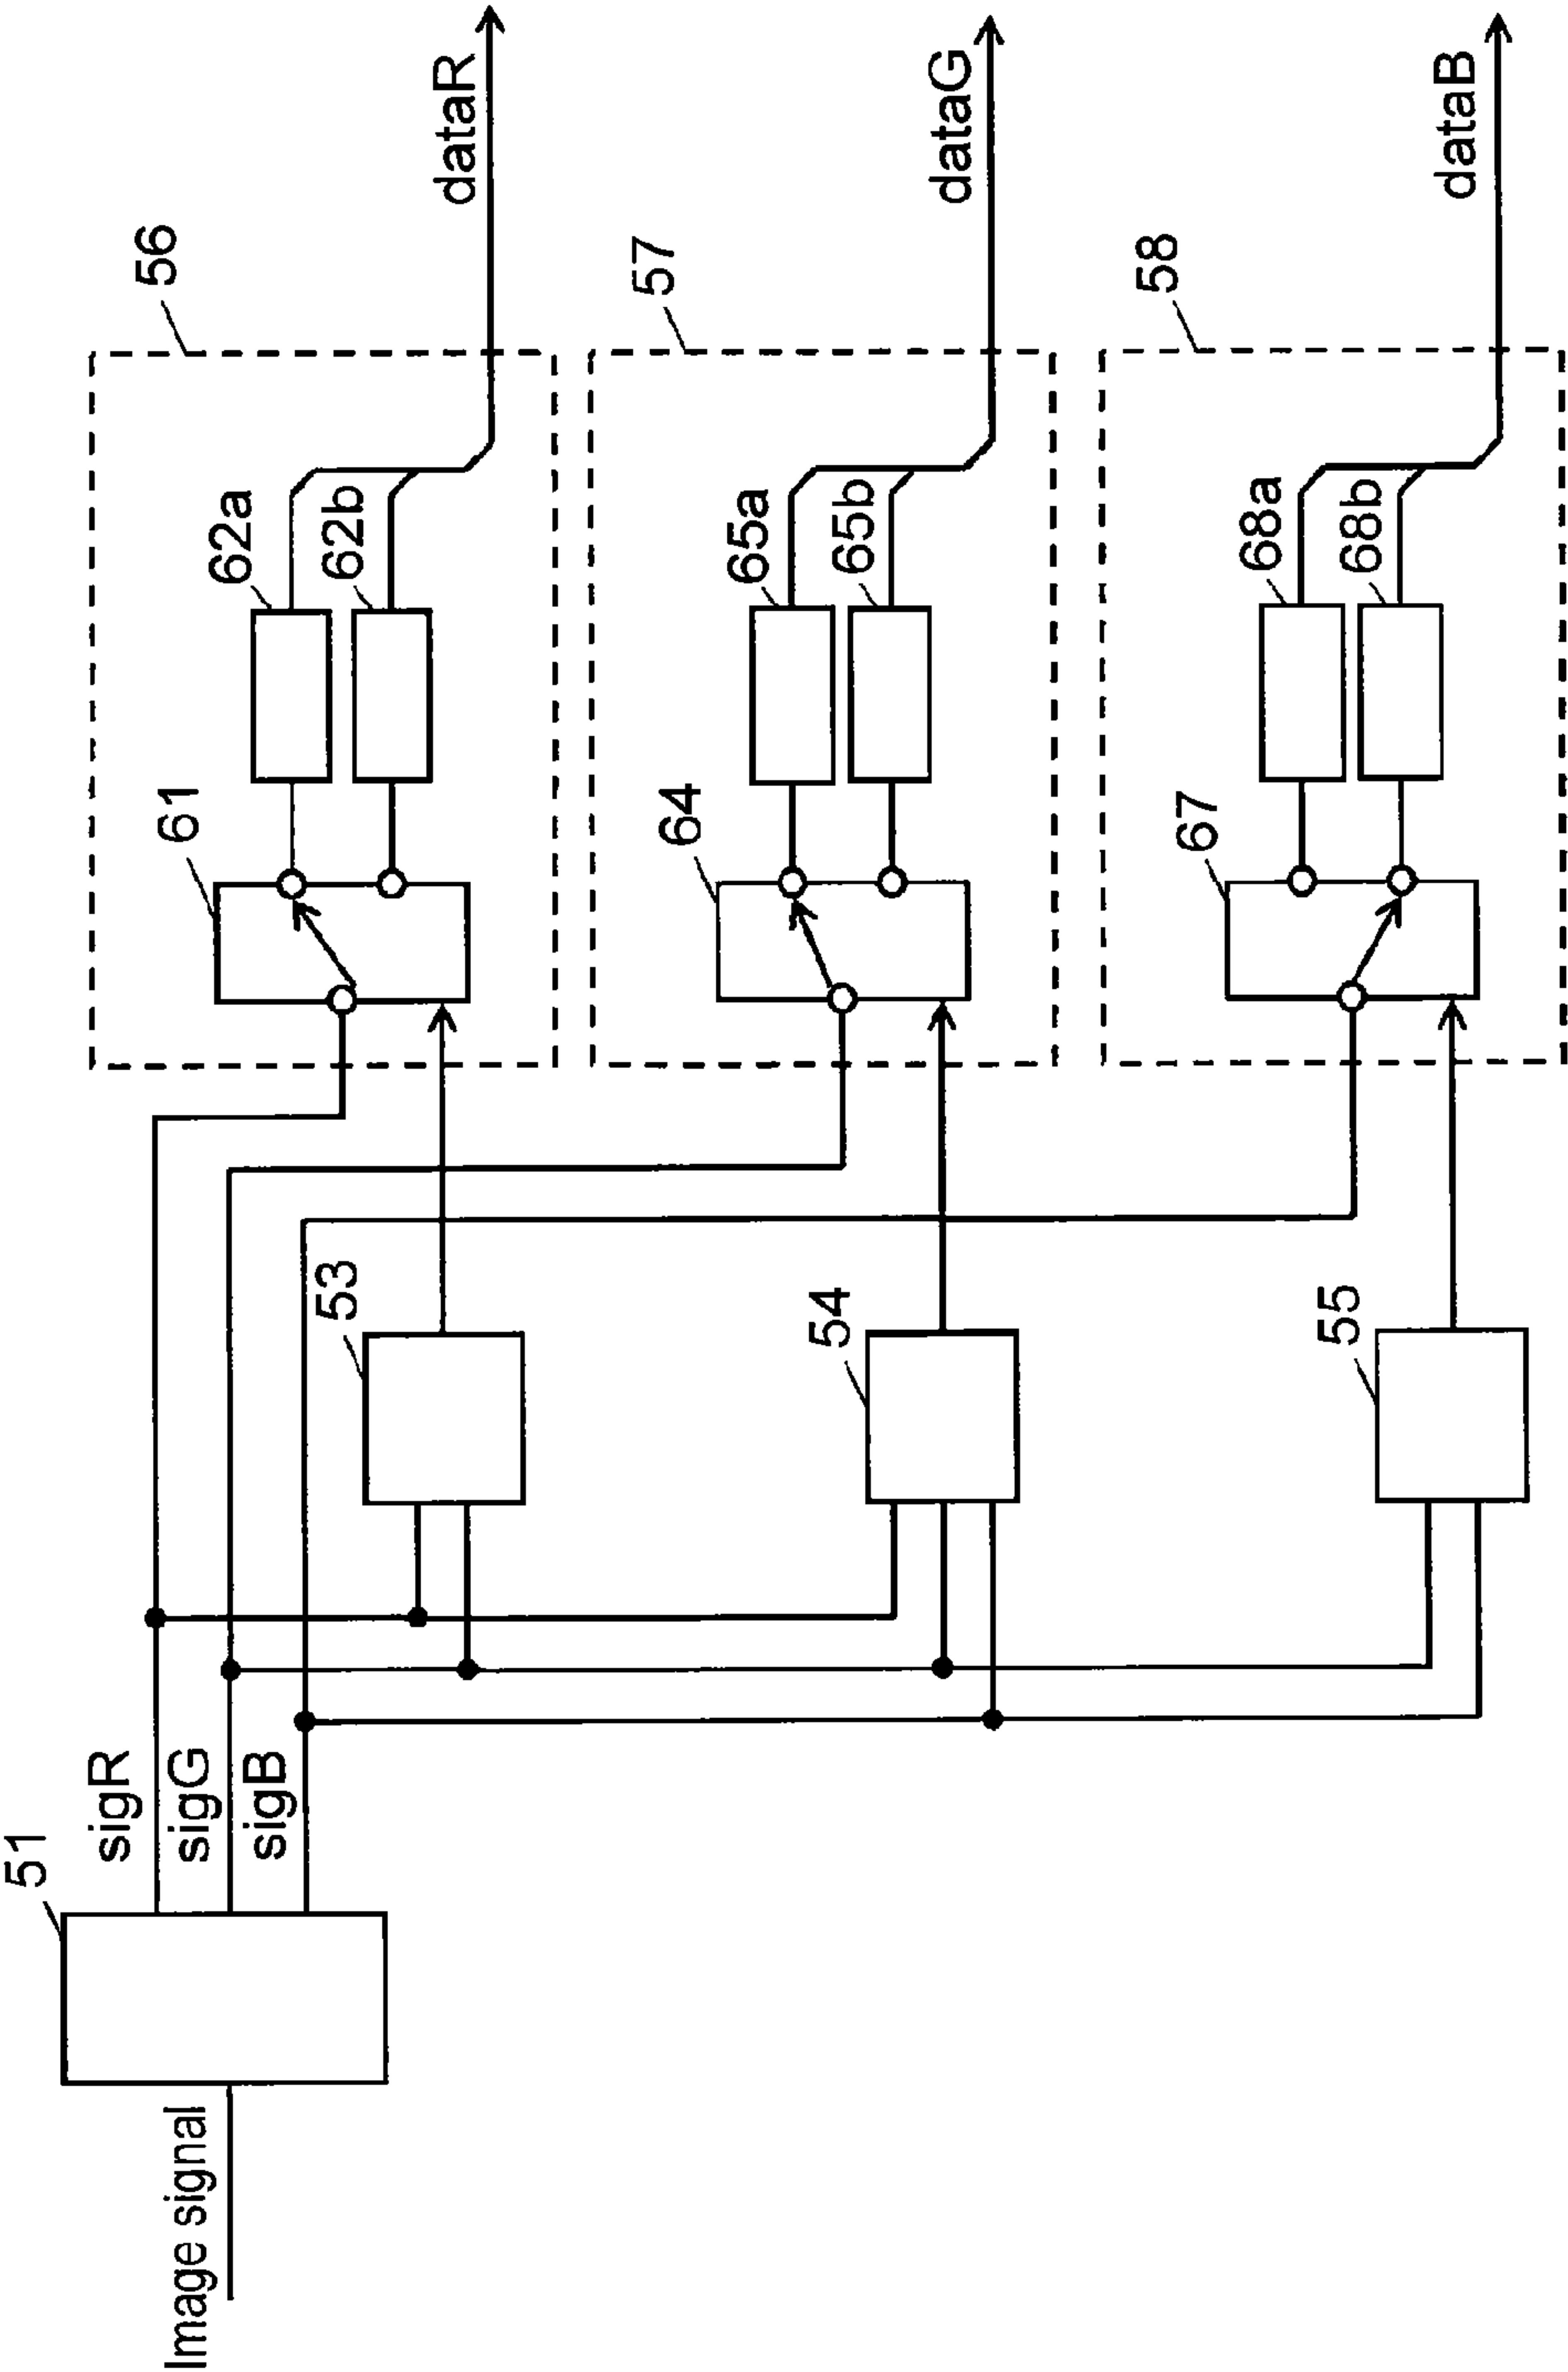 Image signal
51
sigR
sigG
sigB
53
54
55
56
61
62a
62b
dataR
57
64
65a
65b
dataG
58
67
68a
68b
dataB